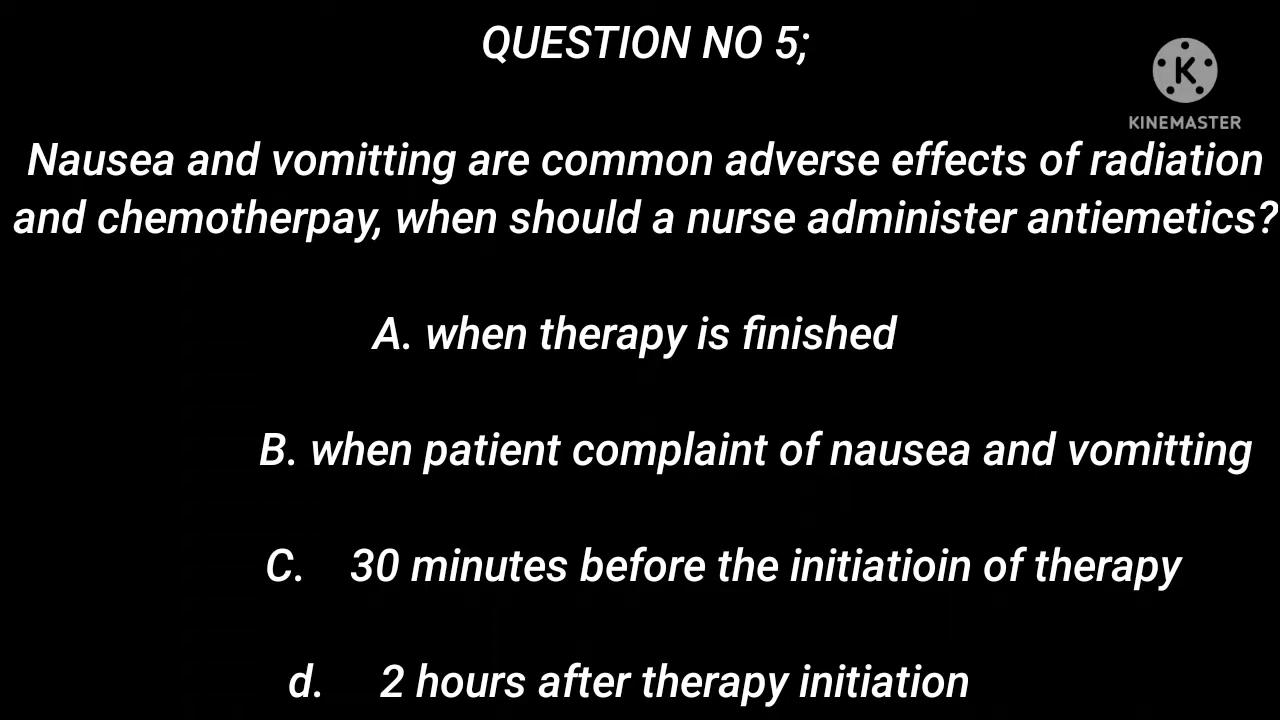 QUESTION NO 5;
K
KINEMASTER
Nausea and vomitting are common adverse effects of radiation
and chemotherpay, when should a nurse administer antiemetics?
A. when therapy is finished
B. when patient complaint of nausea and vomitting
C. 30 minutes before the initiatioin of therapy
d. 2 hours after therapy initiation